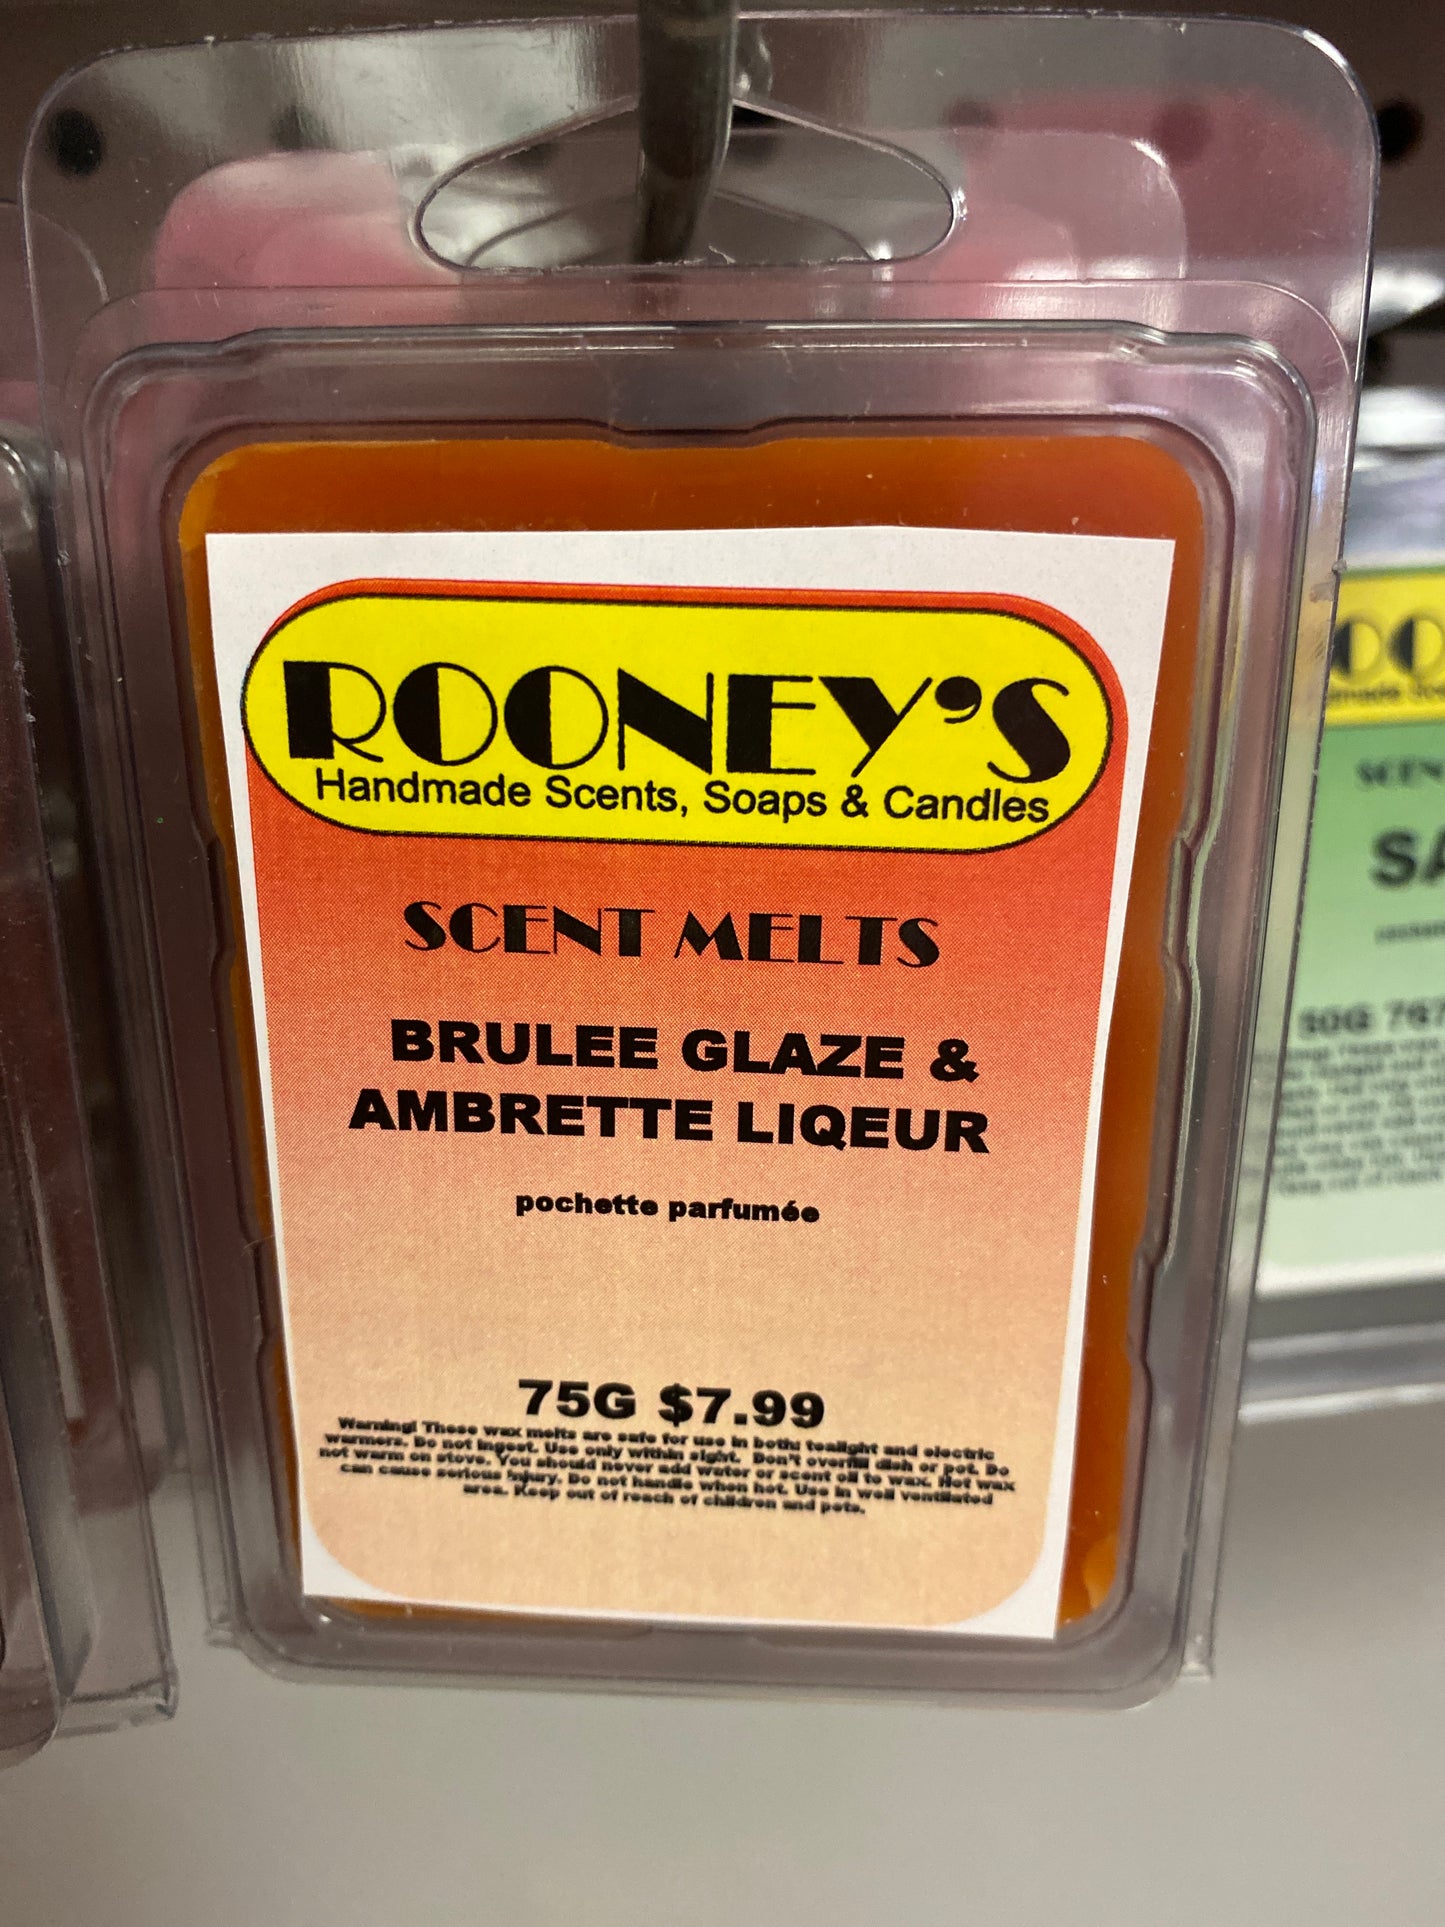 ROONEY'S
Handmade Scents, Soaps & Candles
SCENT MELTS
BRULEE GLAZE &
AMBRETTE LIQEUR
pochette parfumée
75G $7.99
Warning! These wax melts are safe for use in both: tealight and electric
warmers. Do not ingest. Use only within sight. Don't overfill dish or pot. Do
not warm on stove. You should never add water or scent oil to wax. Hot wax
can cause serious injury. Do not handle when hot. Use in well ventilated
area. Keep out of reach of children and pets.
OO
SCEN
SA